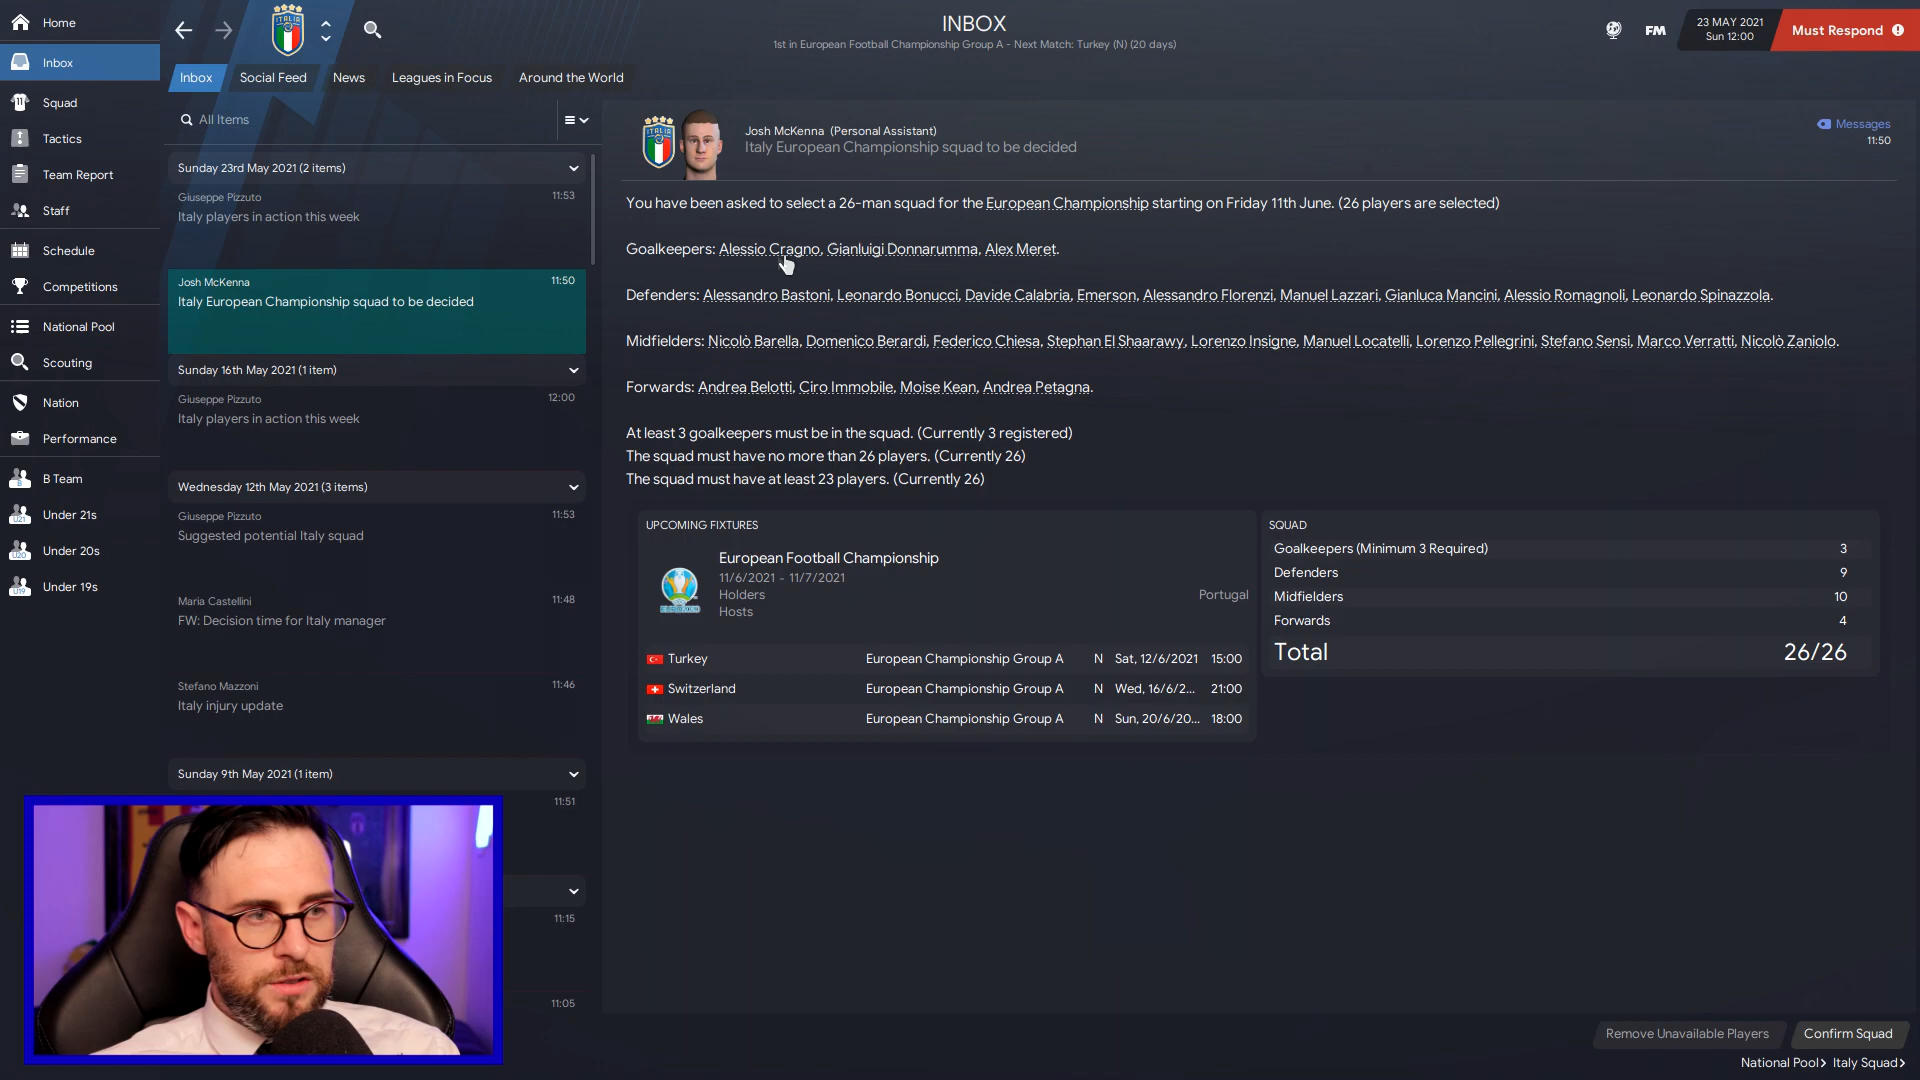 Home
Inbox
Squad
Tactics
Team Report
Staff
Schedule
Competitions
National Pool
Scouting
Nation
Performance
B Team
Under 21s
Under 20s
Under 19s
ITALIA
INBOX
1st in European Football Championship Group A - Next Match: Turkey (N) (20 days)
FM
23 MAY 2021
Sun 12:00
Must Respond
Inbox
Social Feed
News
Leagues in Focus
Around the World
All Items
Sunday 23rd May 2021 (2 items)
Giuseppe Pizzuto 11:53
Italy players in action this week
Josh McKenna 11:50
Italy European Championship squad to be decided
Sunday 16th May 2021 (1 item)
Giuseppe Pizzuto 12:00
Italy players in action this week
Wednesday 12th May 2021 (3 items)
Giuseppe Pizzuto 11:53
Suggested potential Italy squad
Maria Castellini 11:48
FW: Decision time for Italy manager
Stefano Mazzoni 11:46
Italy injury update
Sunday 9th May 2021 (1 item)
11:51
11:15
11:05
Josh McKenna (Personal Assistant)
Italy European Championship squad to be decided
Messages
11:50
You have been asked to select a 26-man squad for the European Championship starting on Friday 11th June. (26 players are selected)
Goalkeepers: Alessio Cragno, Gianluigi Donnarumma, Alex Meret.
Defenders: Alessandro Bastoni, Leonardo Bonucci, Davide Calabria, Emerson, Alessandro Florenzi, Manuel Lazzari, Gianluca Mancini, Alessio Romagnoli, Leonardo Spinazzola.
Midfielders: Nicolò Barella, Domenico Berardi, Federico Chiesa, Stephan El Shaarawy, Lorenzo Insigne, Manuel Locatelli, Lorenzo Pellegrini, Stefano Sensi, Marco Verratti, Nicolò Zaniolo.
Forwards: Andrea Belotti, Ciro Immobile, Moise Kean, Andrea Petagna.
At least 3 goalkeepers must be in the squad. (Currently 3 registered)
The squad must have no more than 26 players. (Currently 26)
The squad must have at least 23 players. (Currently 26)
UPCOMING FIXTURES
European Football Championship
11/6/2021 - 11/7/2021
Holders Portugal
Hosts
Turkey European Championship Group A N Sat, 12/6/2021 15:00
Switzerland European Championship Group A N Wed, 16/6/2... 21:00
Wales European Championship Group A N Sun, 20/6/20... 18:00
SQUAD
Goalkeepers (Minimum 3 Required) 3
Defenders 9
Midfielders 10
Forwards 4
Total 26/26
Remove Unavailable Players
Confirm Squad
National Pool>
Italy Squad>